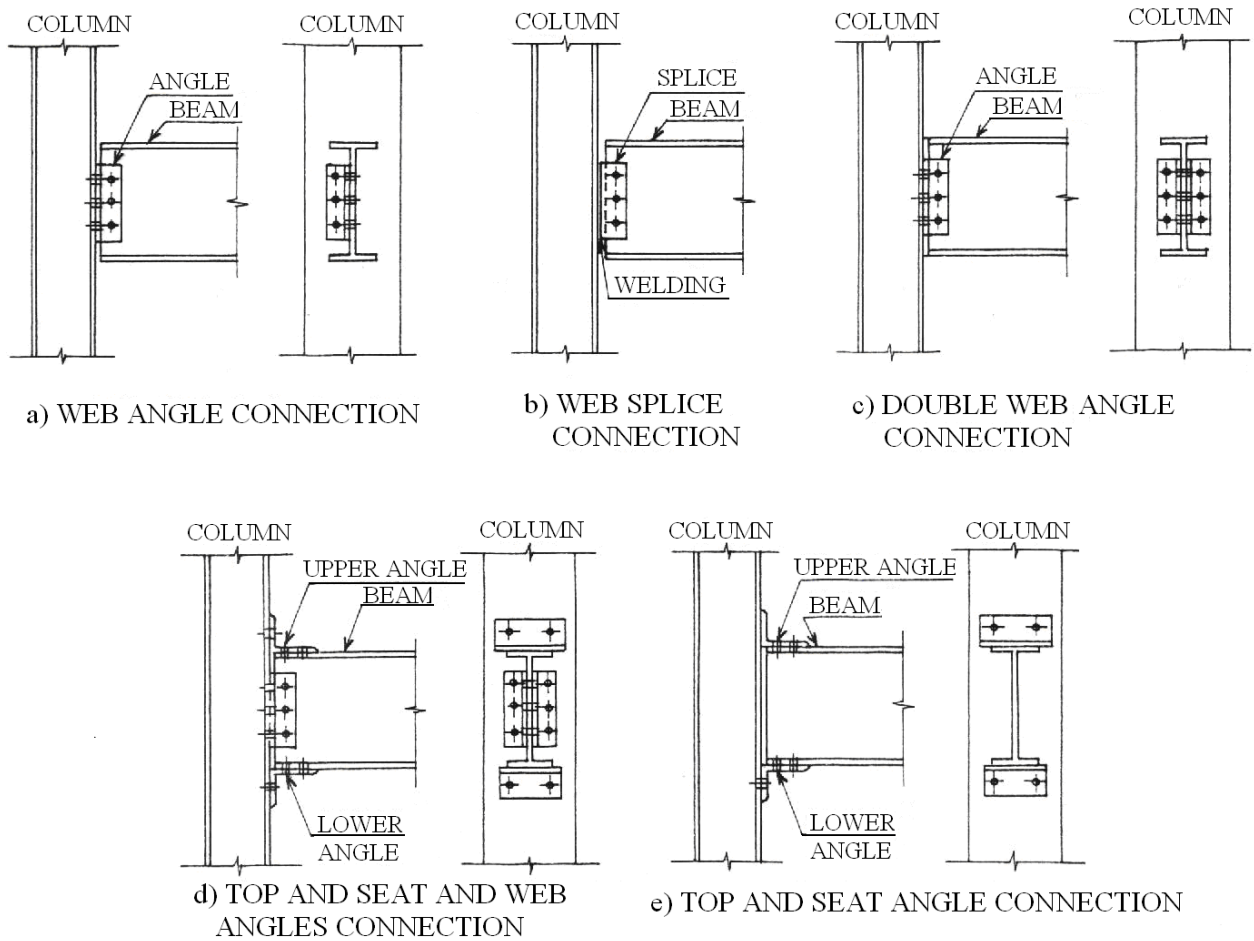 COLUMN
COLUMN
ANGLE
BEAM
a) WEB ANGLE CONNECTION
COLUMN
SPLICE
BEAM
WELDING
b) WEB SPLICE
CONNECTION
COLUMN
COLUMN
ANGLE
BEAM
c) DOUBLE WEB ANGLE
CONNECTION
COLUMN
COLUMN
UPPER ANGLE
BEAM
LOWER
ANGLE
d) TOP AND SEAT AND WEB
ANGLES CONNECTION
COLUMN
COLUMN
UPPER ANGLE
BEAM
LOWER
ANGLE
e) TOP AND SEAT ANGLE CONNECTION